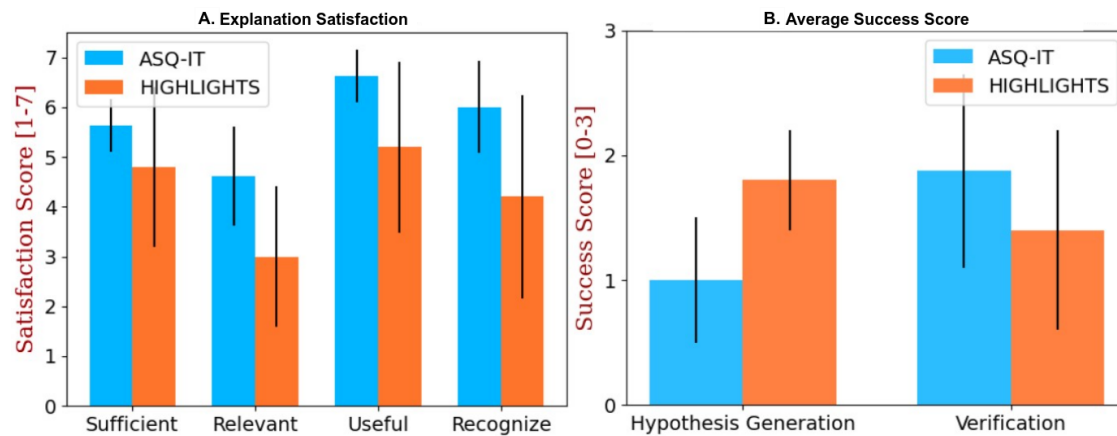 A. Explanation Satisfaction
Satisfaction Score [1-7]
7
6
5
4
3
2
1
0
ASQ-IT
HIGHLIGHTS
Sufficient
Relevant
Useful
Recognize
B. Average Success Score
Success Score [0-3]
3
2
1
0
ASQ-IT
HIGHLIGHTS
Hypothesis Generation
Verification